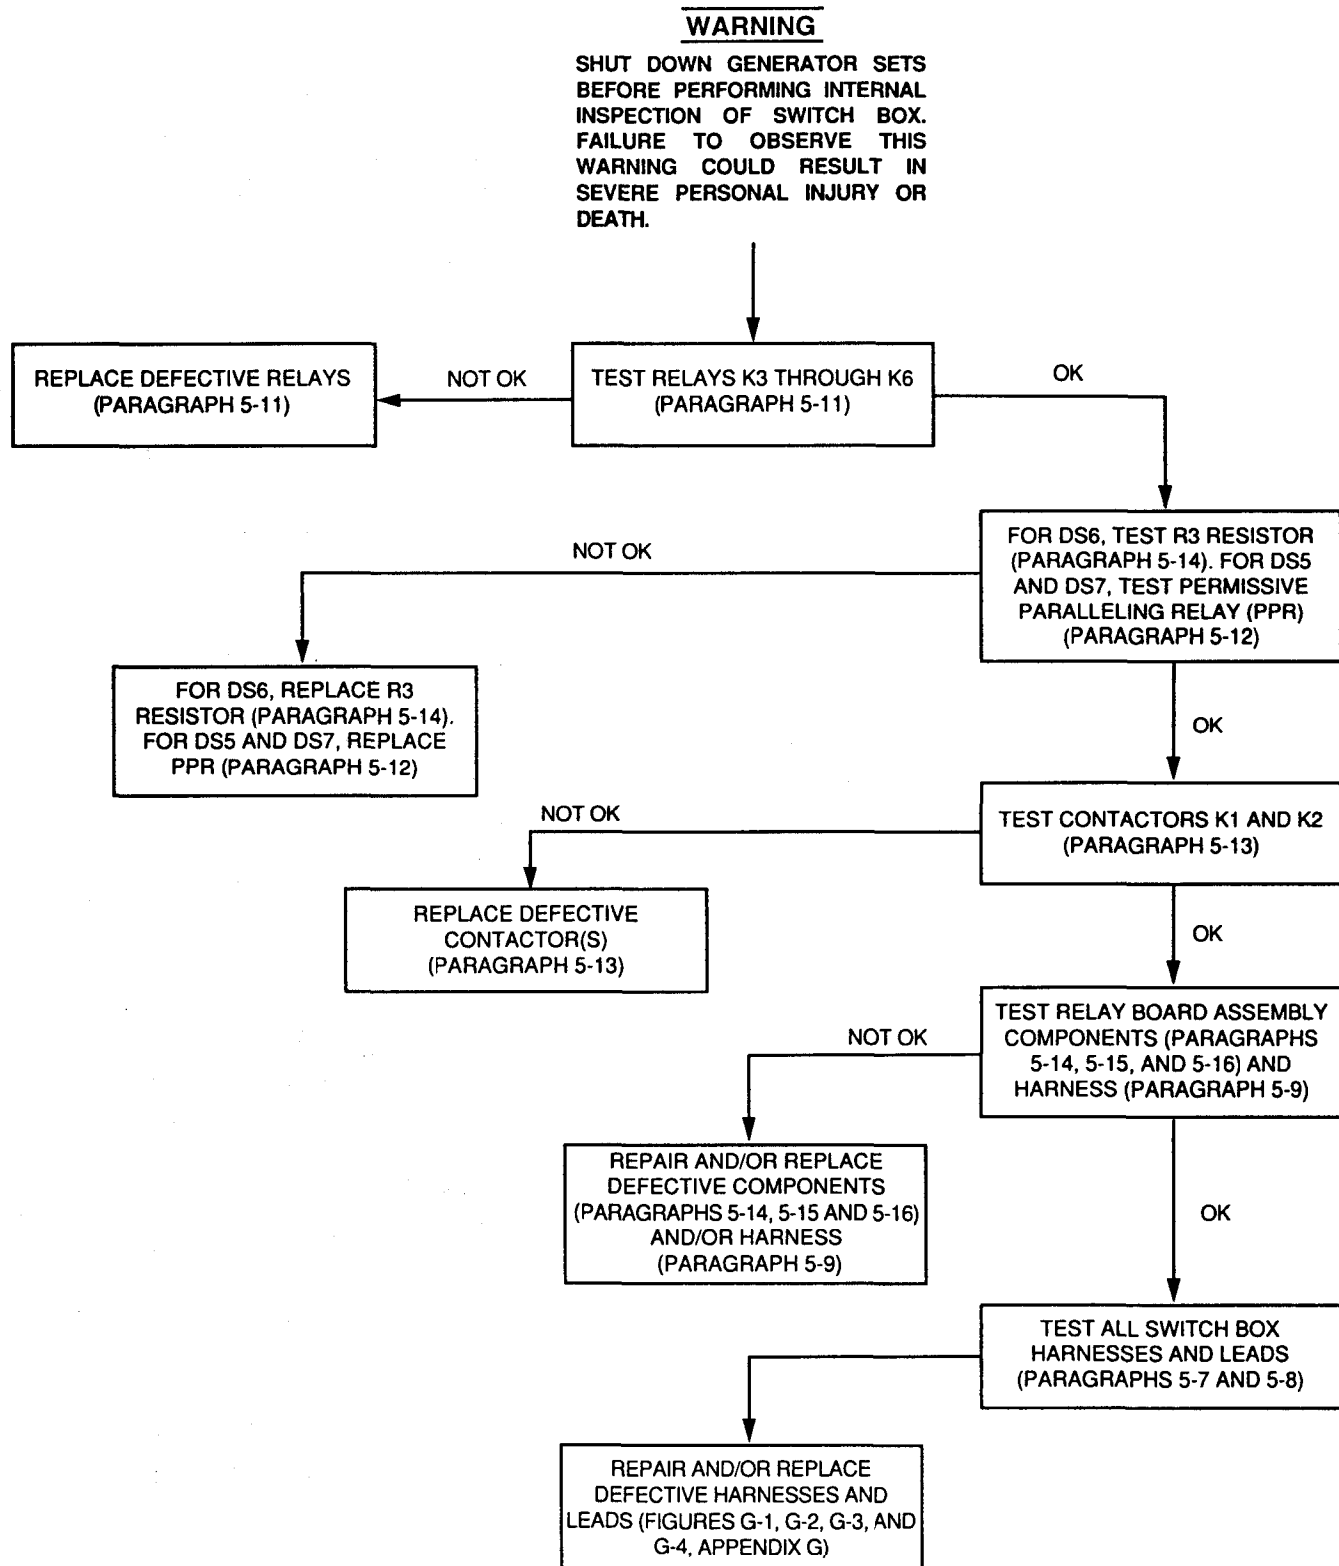 WARNING
SHUT DOWN GENERATOR SETS
BEFORE PERFORMING INTERNAL
INSPECTION OF SWITCH BOX.
FAILURE TO OBSERVE THIS
WARNING COULD RESULT IN
SEVERE PERSONAL INJURY OR
DEATH.
REPLACE DEFECTIVE RELAYS
(PARAGRAPH 5-11)
NOT OK
TEST RELAYS K3 THROUGH K6
(PARAGRAPH 5-11)
OK
FOR DS6, TEST R3 RESISTOR
(PARAGRAPH 5-14). FOR DS5
AND DS7, TEST PERMISSIVE
PARALLELING RELAY (PPR)
(PARAGRAPH 5-12)
NOT OK
FOR DS6, REPLACE R3
RESISTOR (PARAGRAPH 5-14).
FOR DS5 AND DS7, REPLACE
PPR (PARAGRAPH 5-12)
OK
TEST CONTACTORS K1 AND K2
(PARAGRAPH 5-13)
NOT OK
REPLACE DEFECTIVE
CONTACTOR(S)
(PARAGRAPH 5-13)
OK
TEST RELAY BOARD ASSEMBLY
COMPONENTS (PARAGRAPHS
5-14, 5-15, AND 5-16) AND
HARNESS (PARAGRAPH 5-9)
NOT OK
REPAIR AND/OR REPLACE
DEFECTIVE COMPONENTS
(PARAGRAPHS 5-14, 5-15 AND 5-16)
AND/OR HARNESS
(PARAGRAPH 5-9)
OK
TEST ALL SWITCH BOX
HARNESSES AND LEADS
(PARAGRAPHS 5-7 AND 5-8)
REPAIR AND/OR REPLACE
DEFECTIVE HARNESSES AND
LEADS (FIGURES G-1, G-2, G-3, AND
G-4, APPENDIX G)